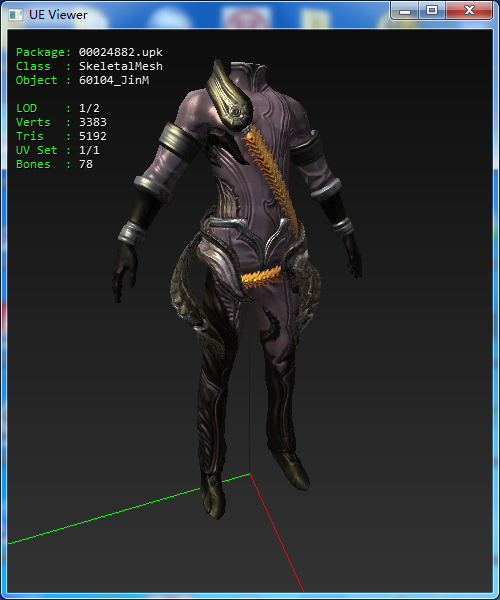 UE Viewer
Package: 00024882.upk
Class : SkeletalMesh
Object : 60104_JinM
LOD : 1/2
Verts : 3383
Tris : 5192
UV Set : 1/1
Bones : 78